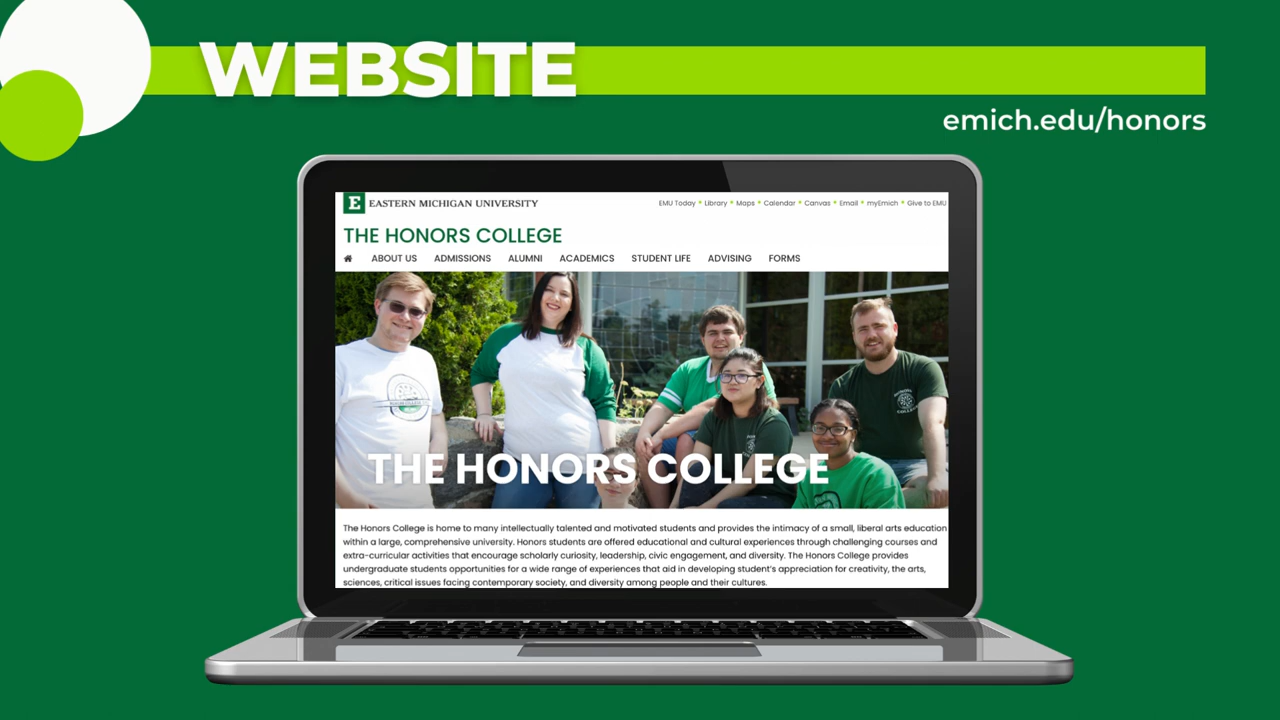 WEBSITE
emich.edu/honors
E EASTERN MICHIGAN UNIVERSITY
EMU Today • Library • Maps • Calendar • Canvas • Email • myEmich • Give to EMU
THE HONORS COLLEGE
ABOUT US ADMISSIONS ALUMNI ACADEMICS STUDENT LIFE ADVISING FORMS
HONORS COLLEGE
HONORS
COLLEGE
THE HONORS COLLEGE
The Honors College is home to many intellectually talented and motivated students and provides the intimacy of a small, liberal arts education
within a large, comprehensive university. Honors students are offered educational and cultural experiences through challenging courses and
extra-curricular activities that encourage scholarly curiosity, leadership, civic engagement, and diversity. The Honors College provides
undergraduate students opportunities for a wide range of experiences that aid in developing student's appreciation for creativity, the arts,
sciences, critical issues facing contemporary society, and diversity among people and their cultures.